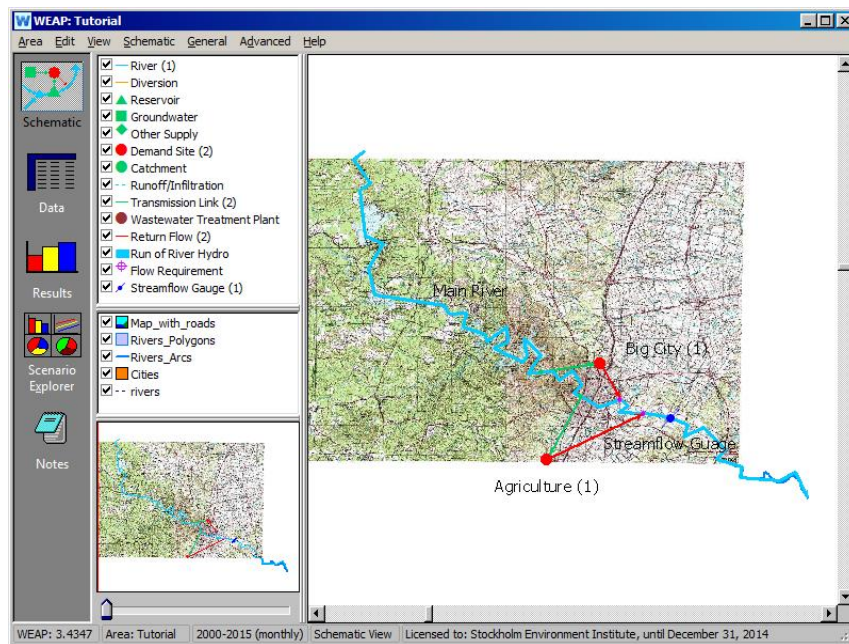 WEAP: Tutorial
Area Edit View Schematic General Advanced Help
Schematic
Data
Results
Scenario
Explorer
Notes
River (1)
Diversion
Reservoir
Groundwater
Other Supply
Demand Site (2)
Catchment
Runoff/Infiltration
Transmission Link (2)
Wastewater Treatment Plant
Return Flow (2)
Run of River Hydro
Flow Requirement
Streamflow Gauge (1)
Map_with_roads
Rivers_Polygons
Rivers_Arcs
Cities
rivers
Main River
Big City (1)
Streamflow Guage
Agriculture (1)
WEAP: 3.4347 Area: Tutorial 2000-2015 (monthly) Schematic View Licensed to: Stockholm Environment Institute, until December 31, 2014